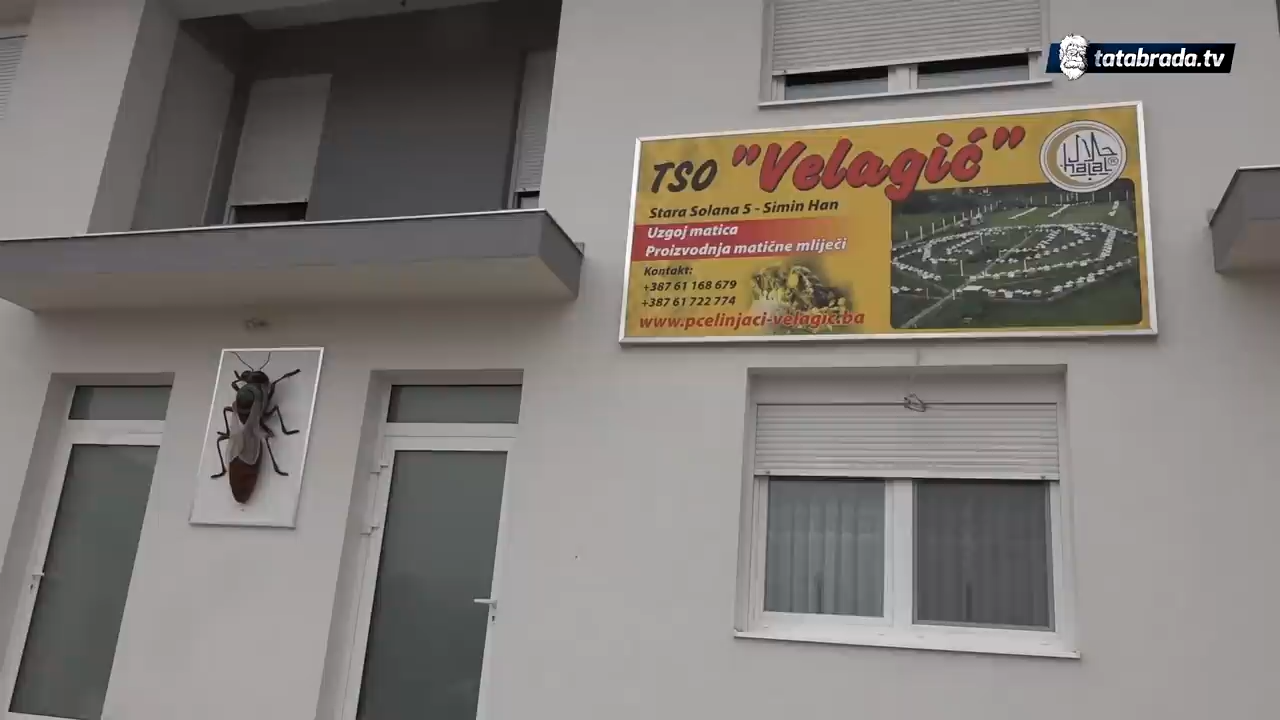 tatabrada.tv
TSO "Velagić"
حلال
halal
Stara Solana 5 - Simin Han
Uzgoj matica
Proizvodnja matične mliječi
Kontakt:
+387 61 168 679
+387 61 722 774
www.pcelinjaci-velagic.ba